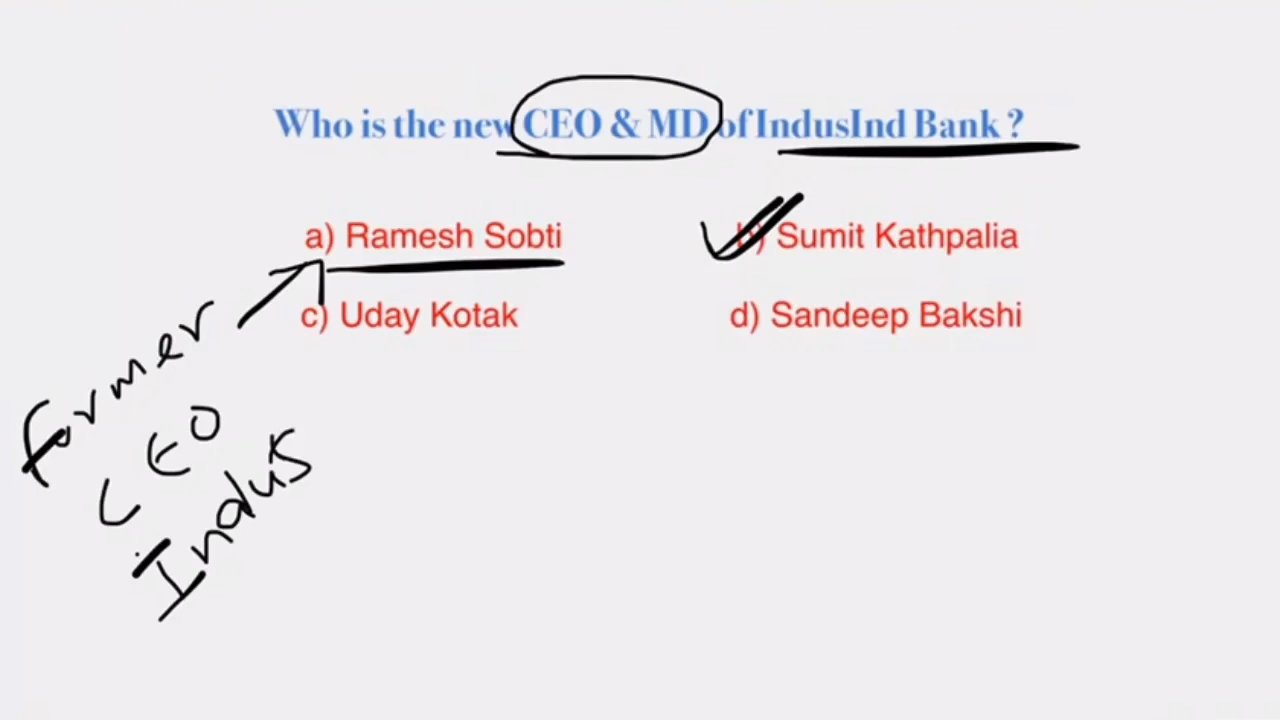 Who is the new CEO & MD of IndusInd Bank ?
a) Ramesh Sobti
b) Sumit Kathpalia
c) Uday Kotak
d) Sandeep Bakshi
former
CEO
Indus